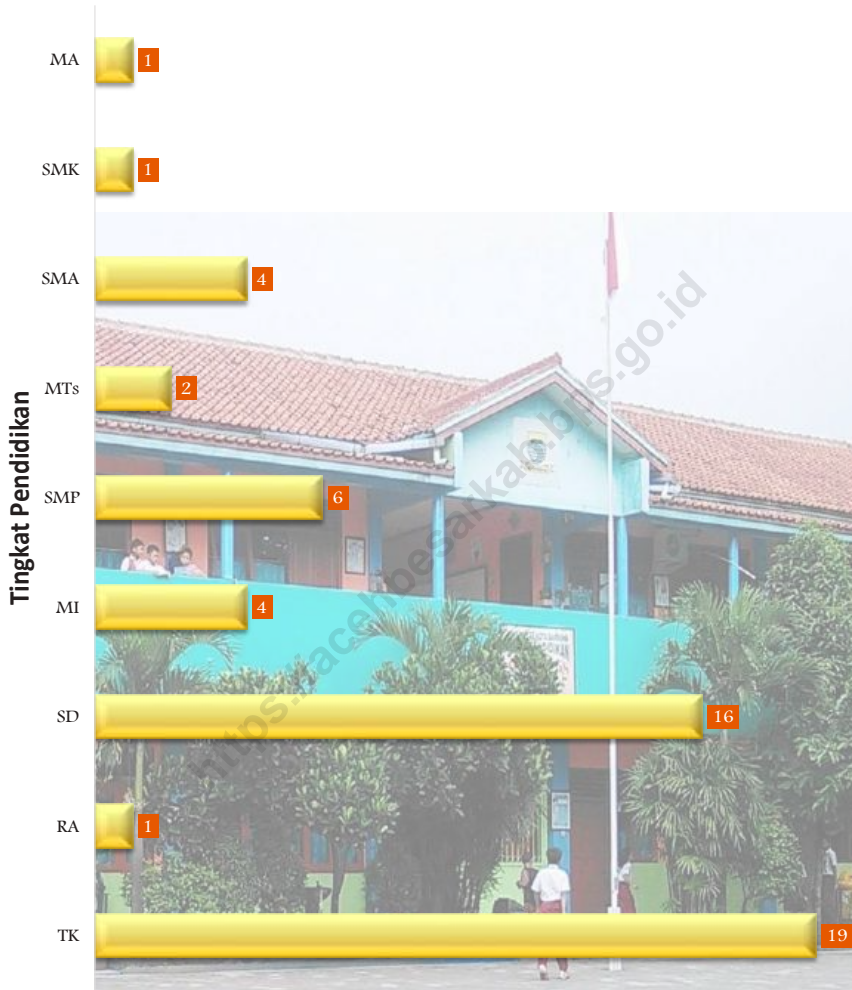 MA 1
SMK 1
SMA 4
MTs 2
SMP 6
MI 4
SD 16
RA 1
TK 19
Tingkat Pendidikan
https://acehbesarkab.bps.go.id
DIKAN